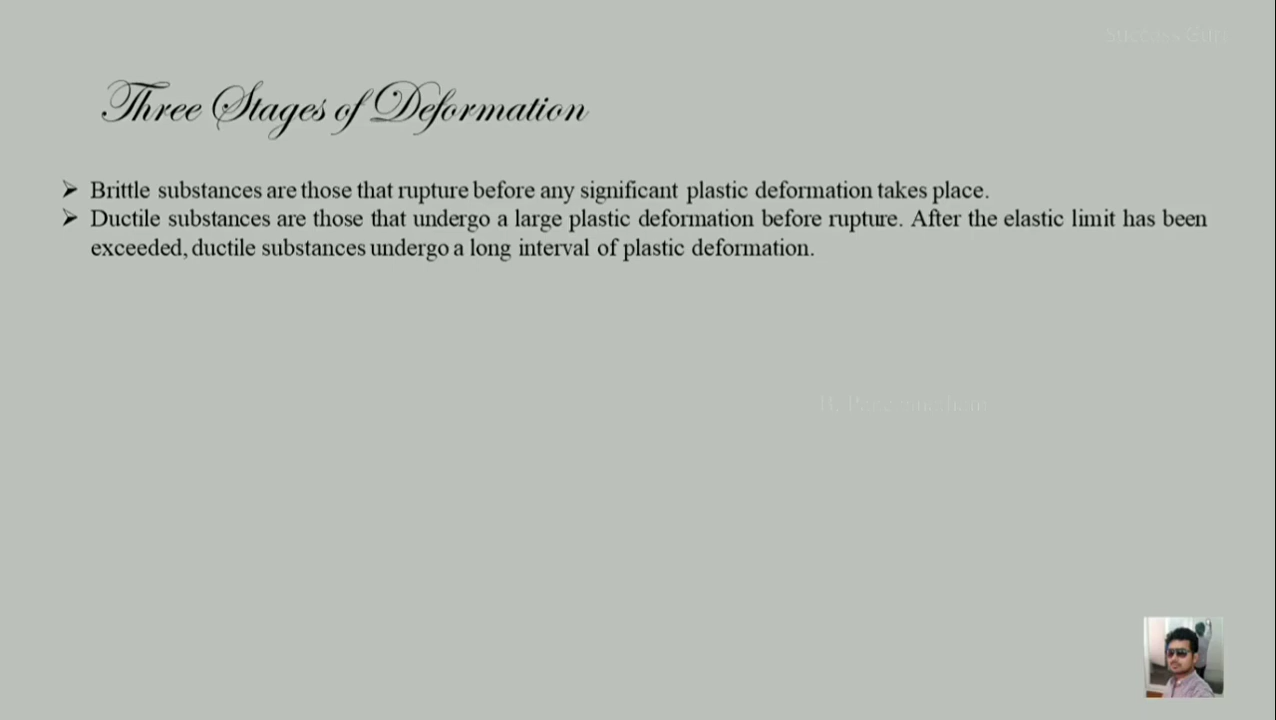 Three Stages of Deformation
➢ Brittle substances are those that rupture before any significant plastic deformation takes place.
➢ Ductile substances are those that undergo a large plastic deformation before rupture. After the elastic limit has been
exceeded, ductile substances undergo a long interval of plastic deformation.